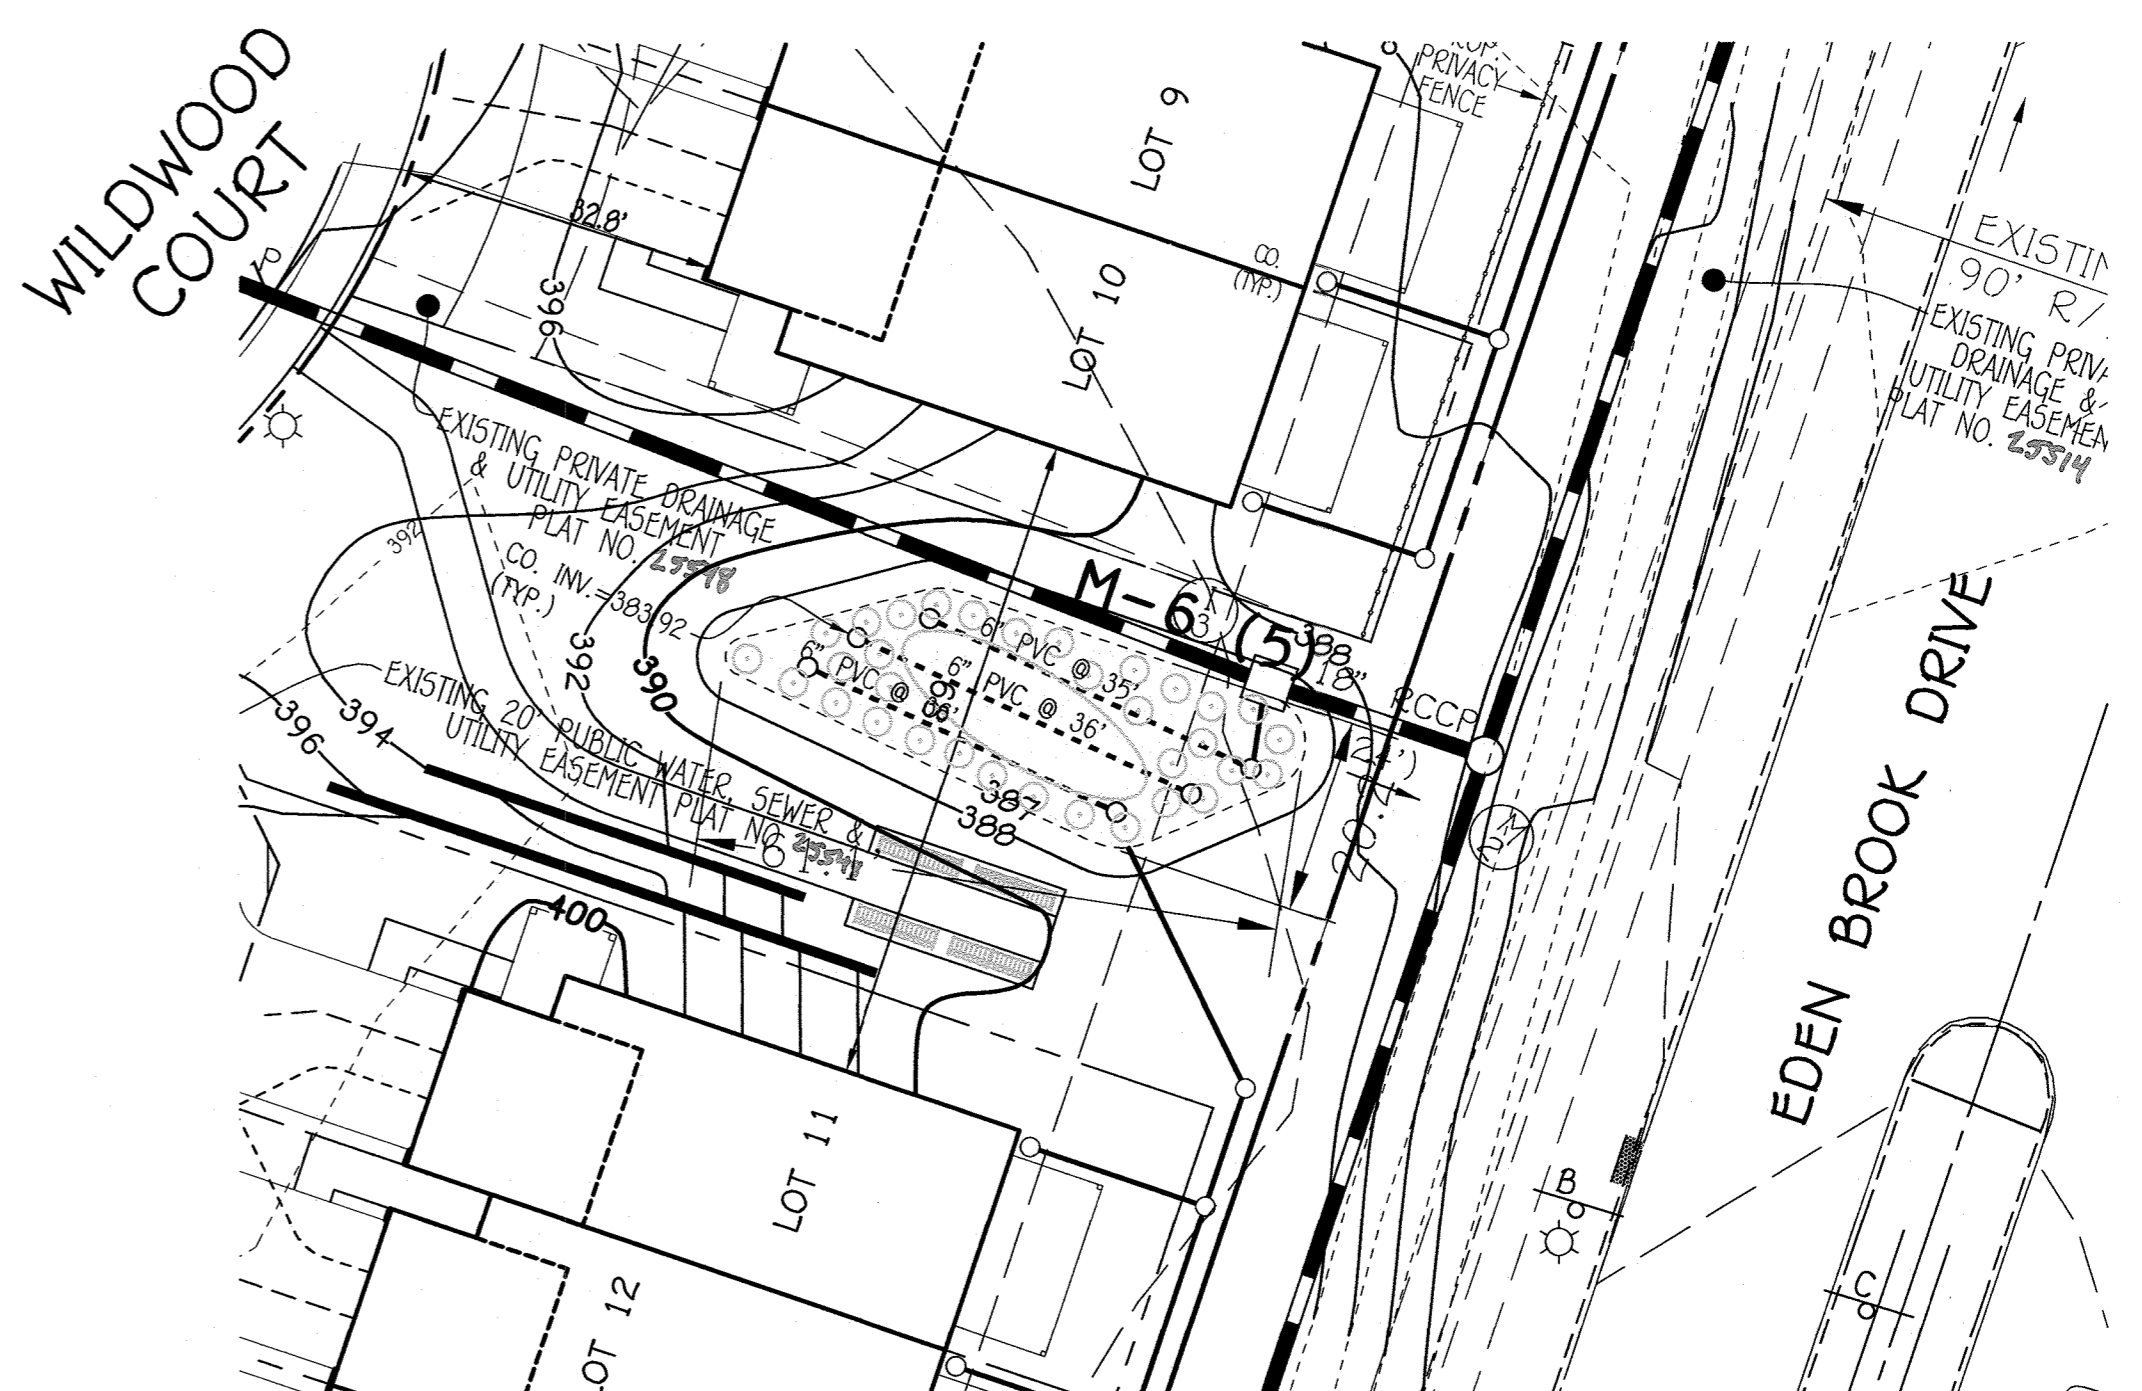 WILDWOOD
COURT
PRIVACY
FENCE
LOT 9
LOT 10
CO.
(TYP.)
32.8'
396
EXISTIN
90' R/
EXISTING PRIVA
DRAINAGE &
UTILITY EASEMEN
PLAT NO. 25514
EXISTING PRIVATE DRAINAGE
& UTILITY EASEMENT
PLAT NO. 25548
392
CO. INV.=383.92
(TYP.)
M-6 (5)
388
18" RCCP
6" PVC @ 35'
6" PVC @ 36'
6" PVC @ 36'
392
390
387
388
EXISTING 20' PUBLIC WATER, SEWER &
UTILITY EASEMENT PLAT NO. 25548
396
394
400
EDEN BROOK DRIVE
LOT 11
LOT 12
B
C